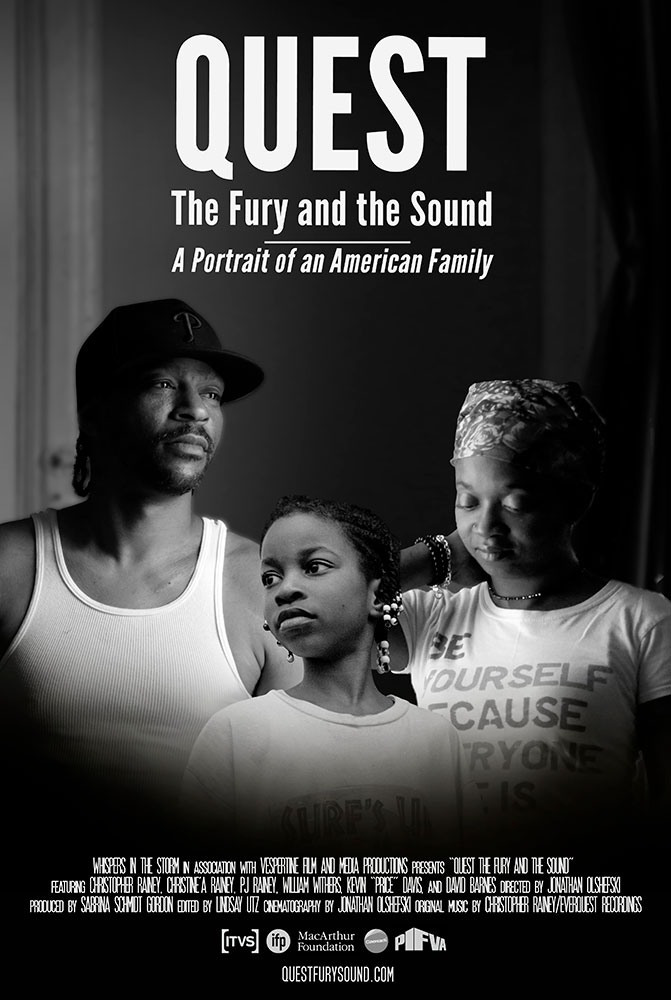 QUEST
The Fury and the Sound
A Portrait of an American Family
P
BE
YOURSELF
ECAUSE
RYONE
IS
SURF'S U
WHISPERS IN THE STORM IN ASSOCIATION WITH VESPERTINE FILM AND MEDIA PRODUCTIONS PRESENTS "QUEST THE FURY AND THE SOUND"
FEATURING CHRISTOPHER RAINEY, CHRISTINE'A RAINEY, PJ RAINEY, WILLIAM WITHERS, KEVIN "PRICE" DAVIS, AND DAVID BARNES DIRECTED BY JONATHAN OLSHEFSKI
PRODUCED BY SABRINA SCHMIDT GORDON EDITED BY LINDSAY UTZ CINEMATOGRAPHY BY JONATHAN OLSHEFSKI ORIGINAL MUSIC BY CHRISTOPHER RAINEY/EVERQUEST RECORDINGS
[ITVS] ifp MacArthur Foundation Cinereach PIFVA
QUESTFURYSOUND.COM